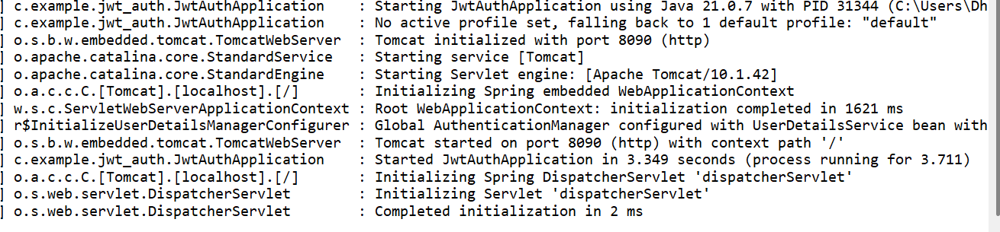 ] c.example.jwt_auth.JwtAuthApplication : Starting JwtAuthApplication using Java 21.0.7 with PID 31344 (C:\Users\Dh
] c.example.jwt_auth.JwtAuthApplication : No active profile set, falling back to 1 default profile: "default"
] o.s.b.w.embedded.tomcat.TomcatWebServer : Tomcat initialized with port 8090 (http)
] o.apache.catalina.core.StandardService : Starting service [Tomcat]
] o.apache.catalina.core.StandardEngine : Starting Servlet engine: [Apache Tomcat/10.1.42]
] o.a.c.c.C.[Tomcat].[localhost].[/] : Initializing Spring embedded WebApplicationContext
] w.s.c.ServletWebServerApplicationContext : Root WebApplicationContext: initialization completed in 1621 ms
] r$InitializeUserDetailsManagerConfigurer : Global AuthenticationManager configured with UserDetailsService bean with
] o.s.b.w.embedded.tomcat.TomcatWebServer : Tomcat started on port 8090 (http) with context path '/'
] c.example.jwt_auth.JwtAuthApplication : Started JwtAuthApplication in 3.349 seconds (process running for 3.711)
] o.a.c.c.C.[Tomcat].[localhost].[/] : Initializing Spring DispatcherServlet 'dispatcherServlet'
] o.s.web.servlet.DispatcherServlet : Initializing Servlet 'dispatcherServlet'
] o.s.web.servlet.DispatcherServlet : Completed initialization in 2 ms